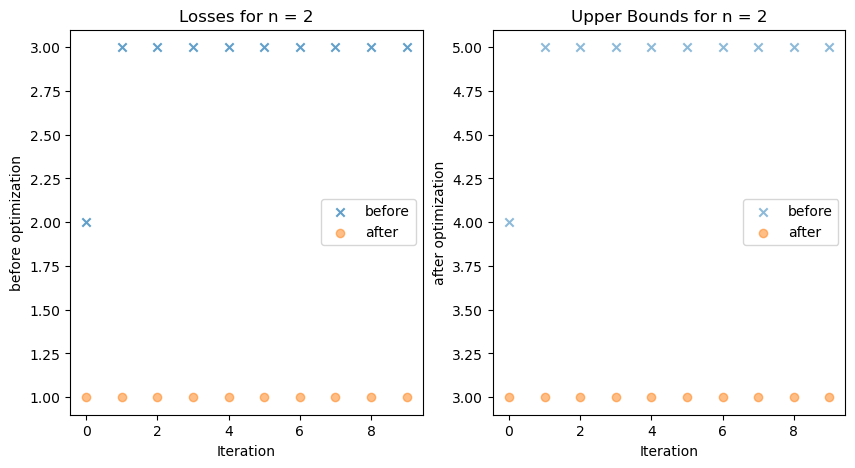 Losses for n = 2
before optimization
3.00
2.75
2.50
2.25
2.00
1.75
1.50
1.25
1.00
before
after
0
2
4
6
8
Iteration
Upper Bounds for n = 2
after optimization
5.00
4.75
4.50
4.25
4.00
3.75
3.50
3.25
3.00
before
after
0
2
4
6
8
Iteration